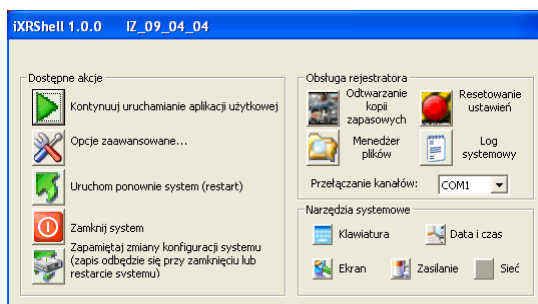 iXRShell 1.0.0 IZ_09_04_04
Dostępne akcje
Kontynuuj uruchamianie aplikacji użytkowej
Opcje zaawansowane...
Uruchom ponownie system (restart)
Zamknij system
Zapamiętaj zmiany konfiguracji systemu
(zapis odbędzie się przy zamknięciu lub
restarcie systemu)
Obsługa rejestratora
Odtwarzanie
kopii
zapasowych
Resetowanie
ustawień
Menedżer
plików
Log
systemowy
Przełączanie kanałów:
COM1
Narzędzia systemowe
Klawiatura
Data i czas
Ekran
Zasilanie
Sieć